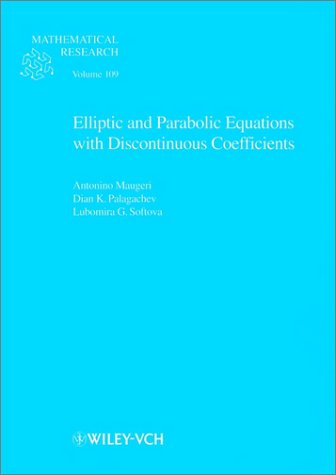 MATHEMATICAL
RESEARCH
Volume 109
Elliptic and Parabolic Equations
with Discontinuous Coefficients
Antonino Maugeri
Dian K. Palagachev
Lubomira G. Softova
WILEY-VCH